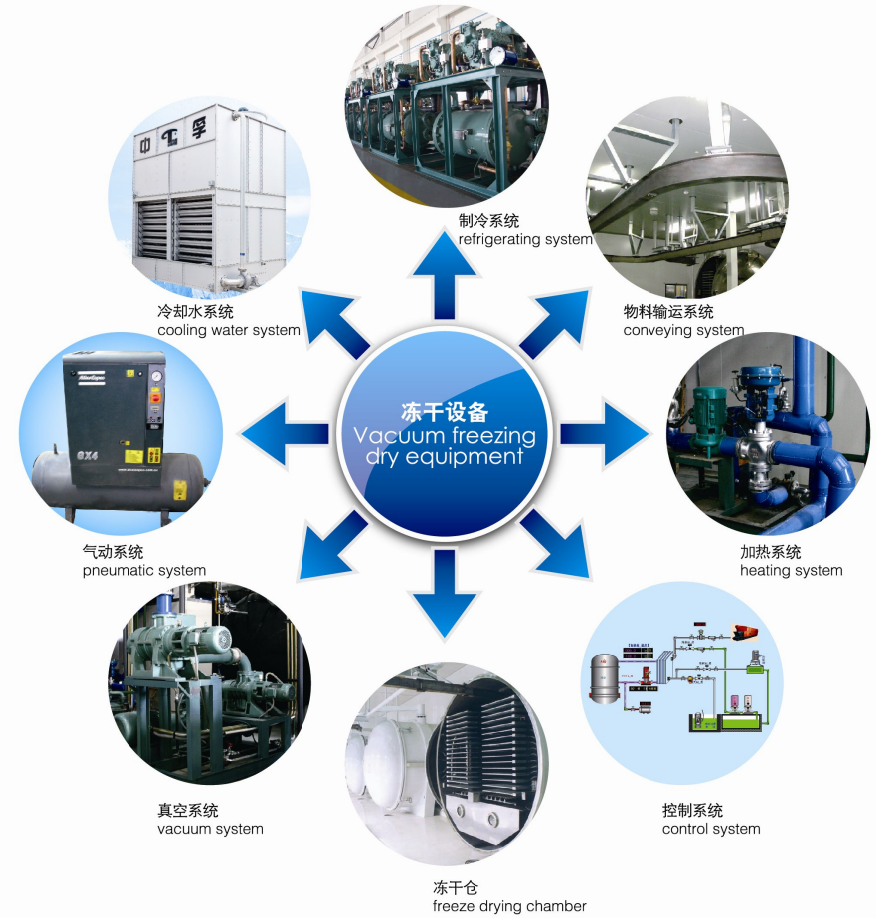 制冷系统
refrigerating system
中 孚
冷却水系统
cooling water system
物料输运系统
conveying system
冻干设备
Vacuum freezing
dry equipment
GX4
气动系统
pneumatic system
加热系统
heating system
真空系统
vacuum system
控制系统
control system
冻干仓
freeze drying chamber